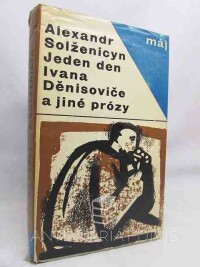 Alexandr
Solženicyn
Jeden den
Ivana
Děnisoviče
a jiné prózy
máj